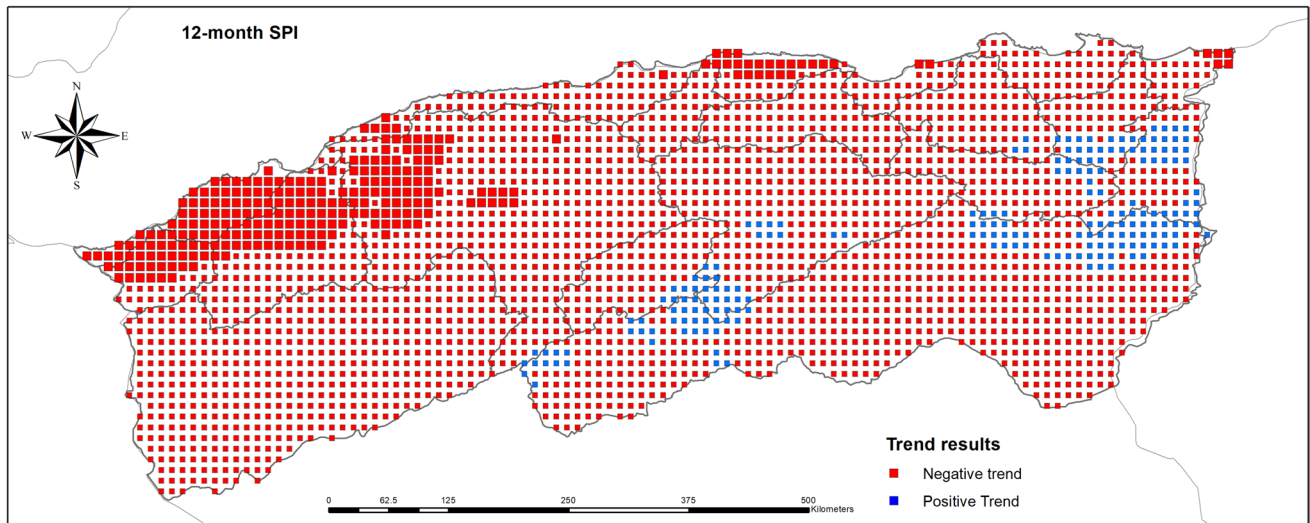 12-month SPI
N
W E
S
Trend results
Negative trend
Positive Trend
0 62.5 125 250 375 500
Kilometers